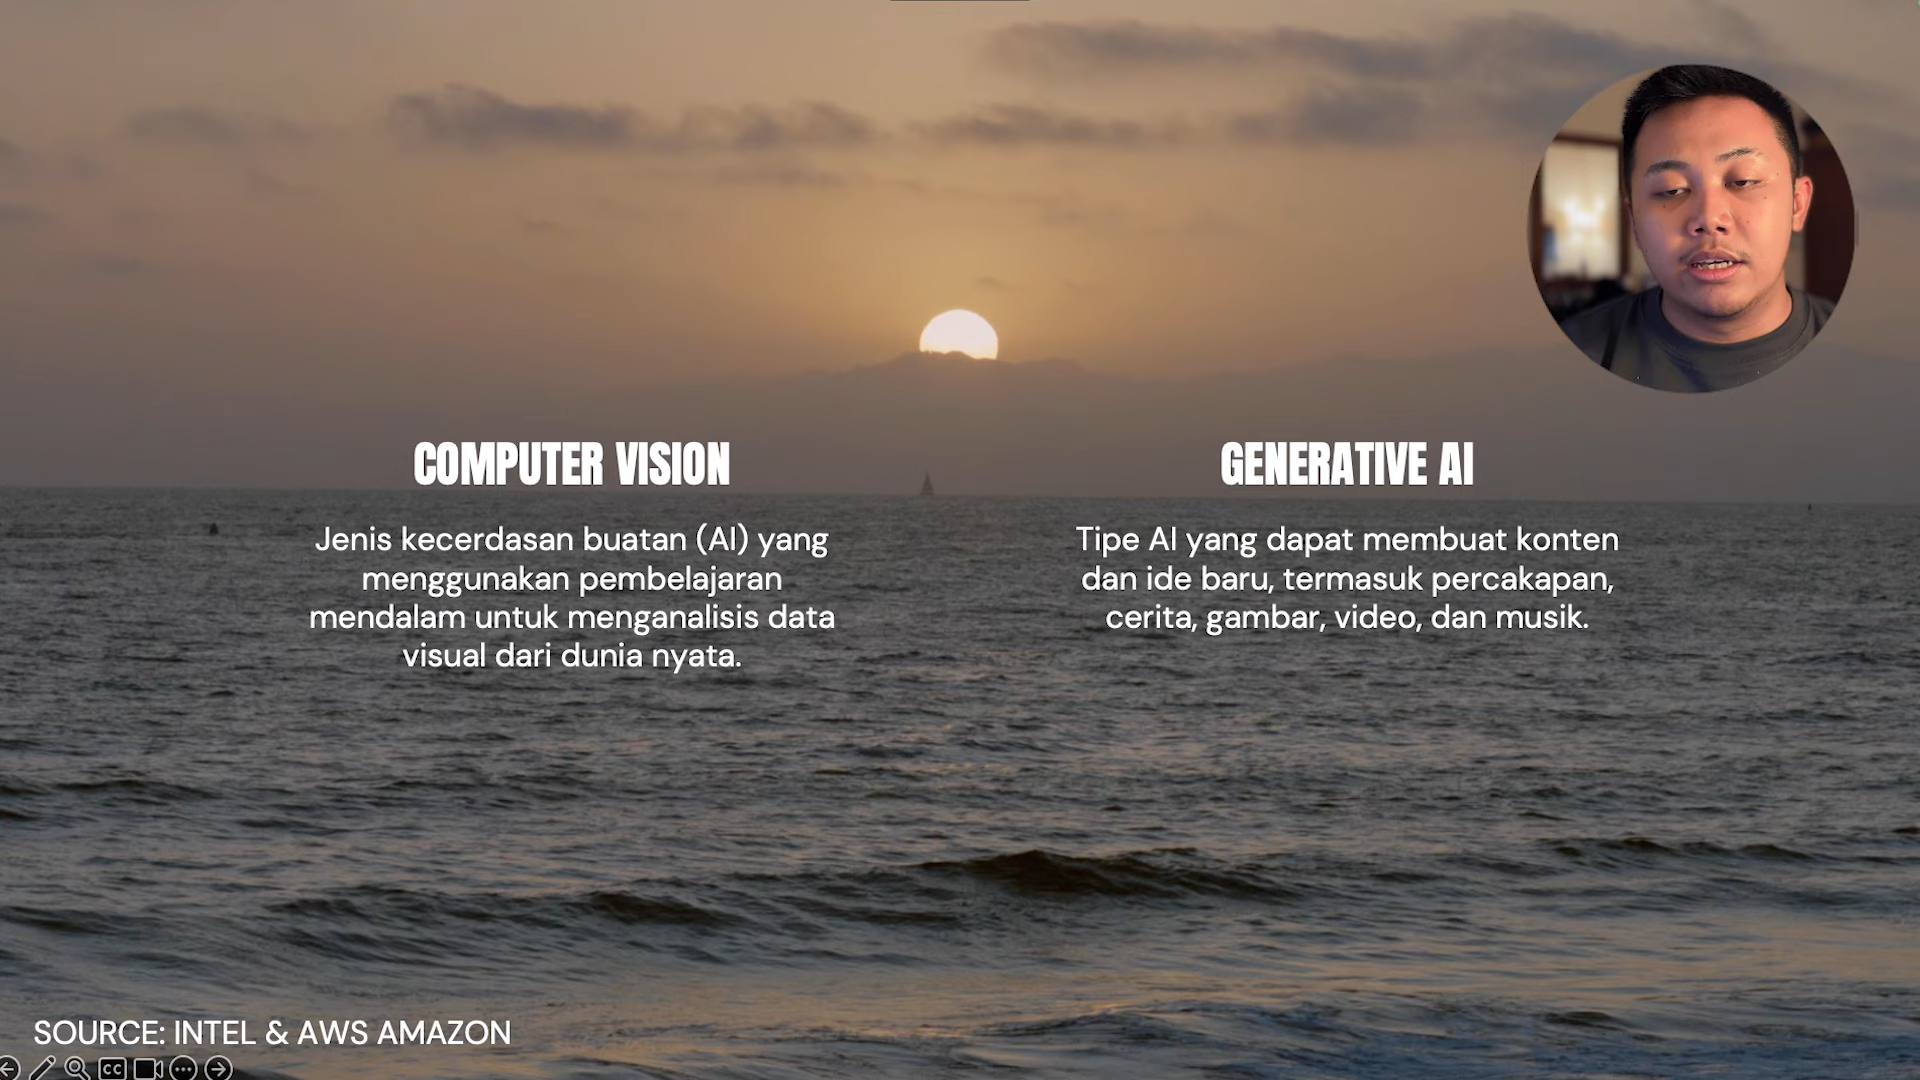 COMPUTER VISION
Jenis kecerdasan buatan (AI) yang
menggunakan pembelajaran
mendalam untuk menganalisis data
visual dari dunia nyata.
GENERATIVE AI
Tipe AI yang dapat membuat konten
dan ide baru, termasuk percakapan,
cerita, gambar, video, dan musik.
SOURCE: INTEL & AWS AMAZON
CC